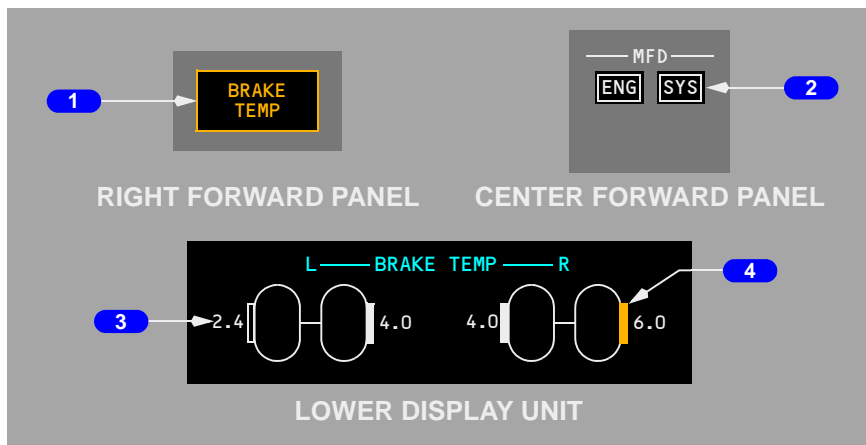 BRAKE
TEMP
1
MFD
ENG SYS
2
RIGHT FORWARD PANEL
CENTER FORWARD PANEL
L BRAKE TEMP R
4
3
2.4 4.0 4.0 6.0
LOWER DISPLAY UNIT